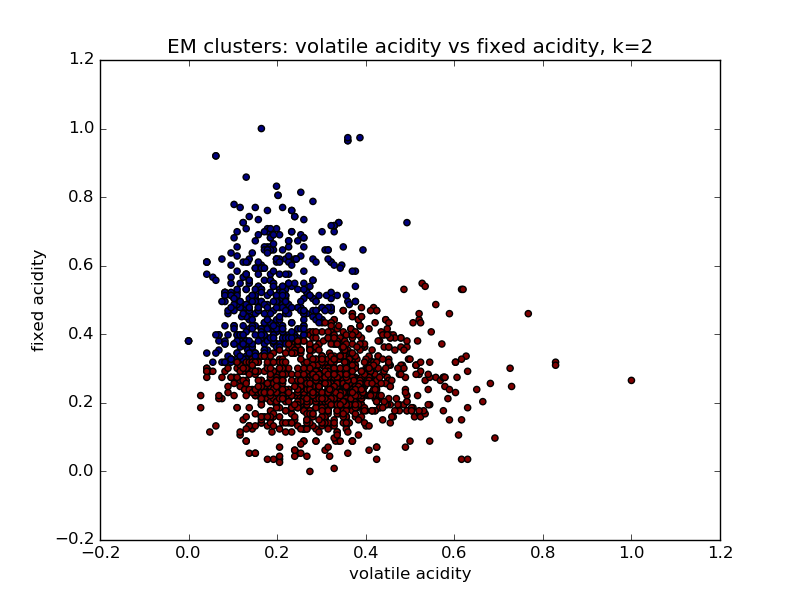 EM clusters: volatile acidity vs fixed acidity, k=2
1.2
1.0
0.8
0.6
0.4
0.2
0.0
−0.2
fixed acidity
−0.2 0.0 0.2 0.4 0.6 0.8 1.0 1.2
volatile acidity